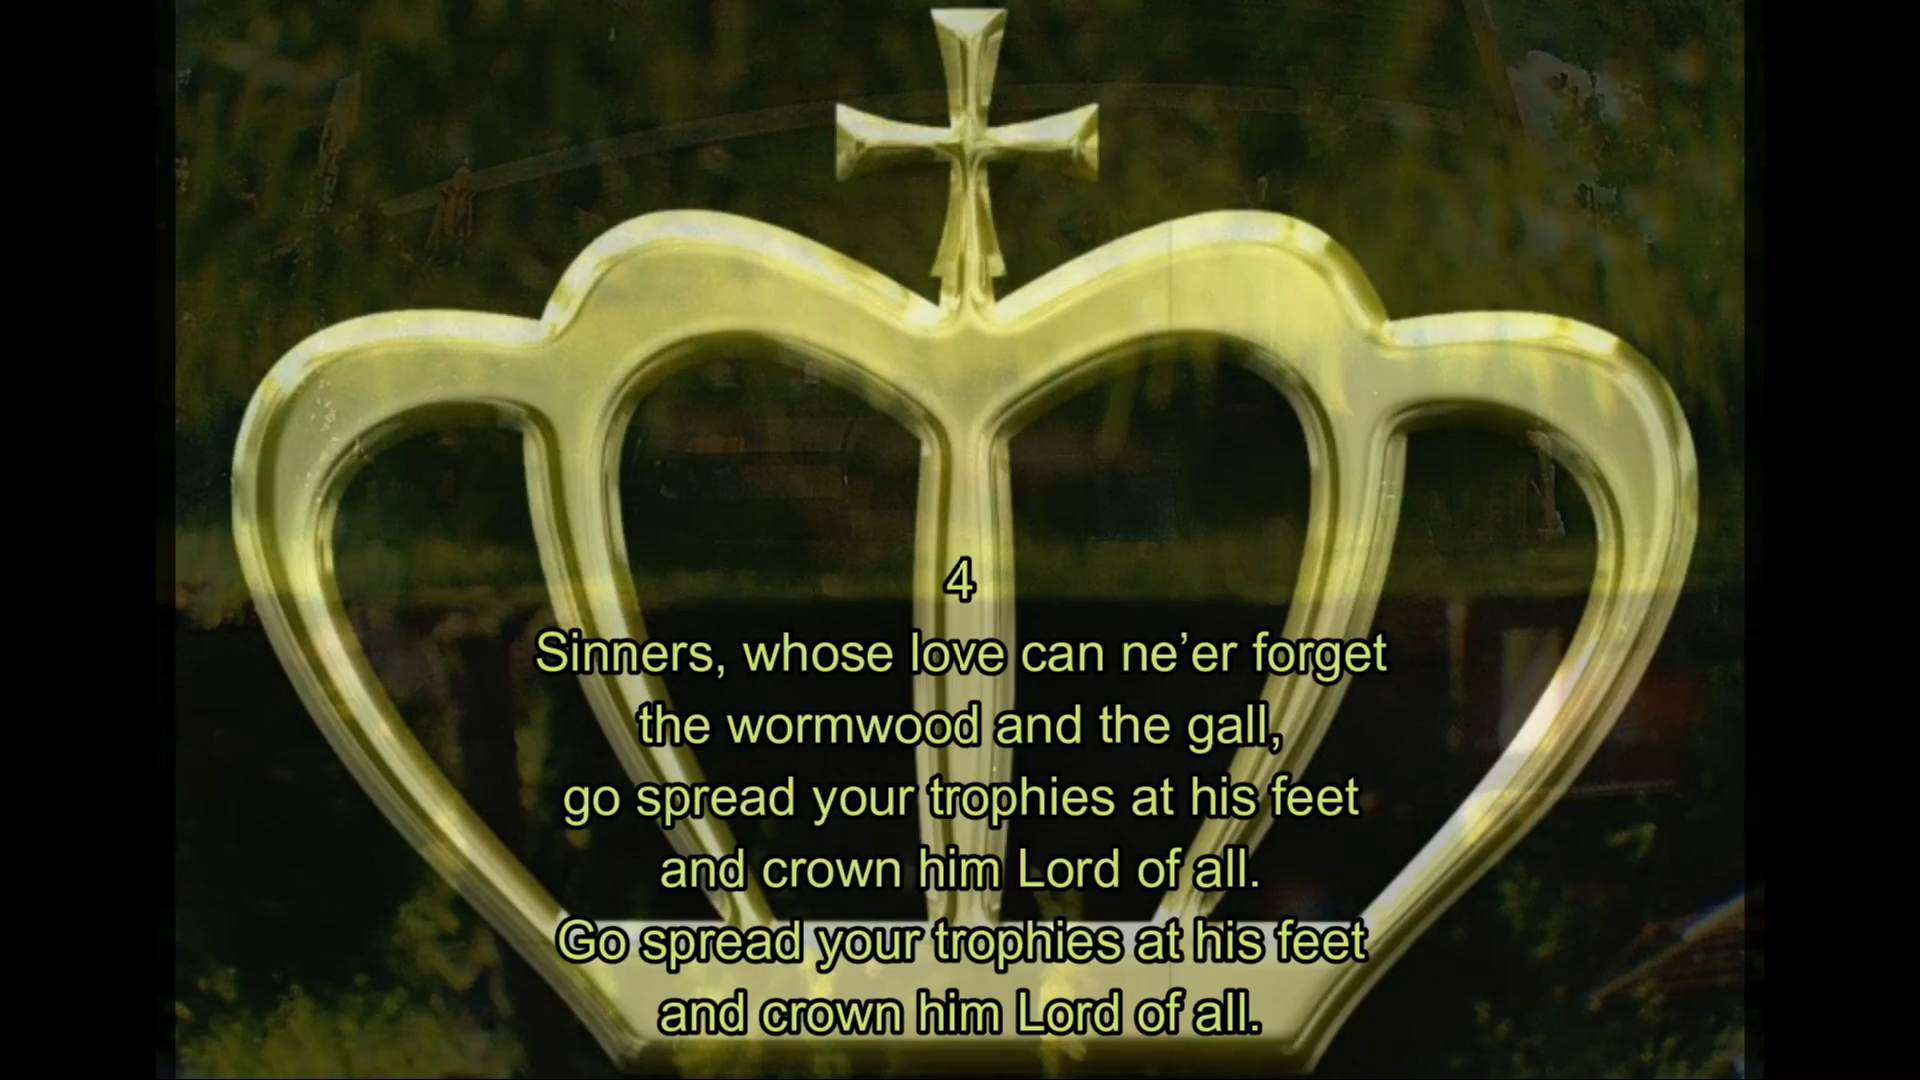 4
Sinners, whose love can ne’er forget
the wormwood and the gall,
go spread your trophies at his feet
and crown him Lord of all.
Go spread your trophies at his feet
and crown him Lord of all.